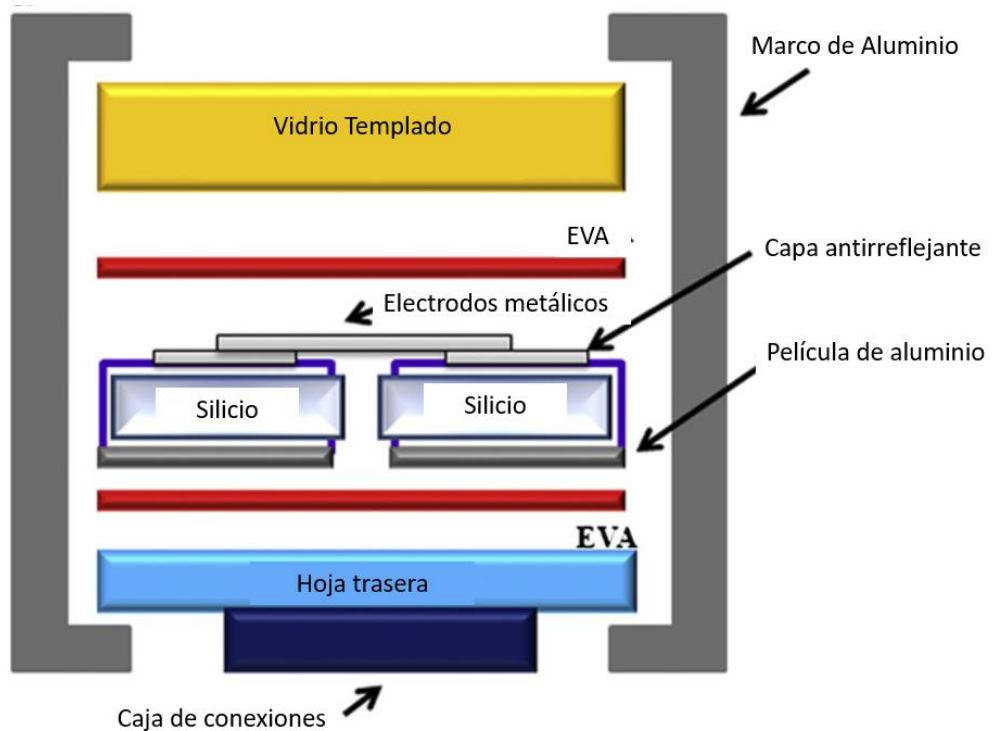 Marco de Aluminio
Vidrio Templado
EVA
Capa antirreflejante
Electrodos metálicos
Película de aluminio
Silicio
Silicio
EVA
Hoja trasera
Caja de conexiones